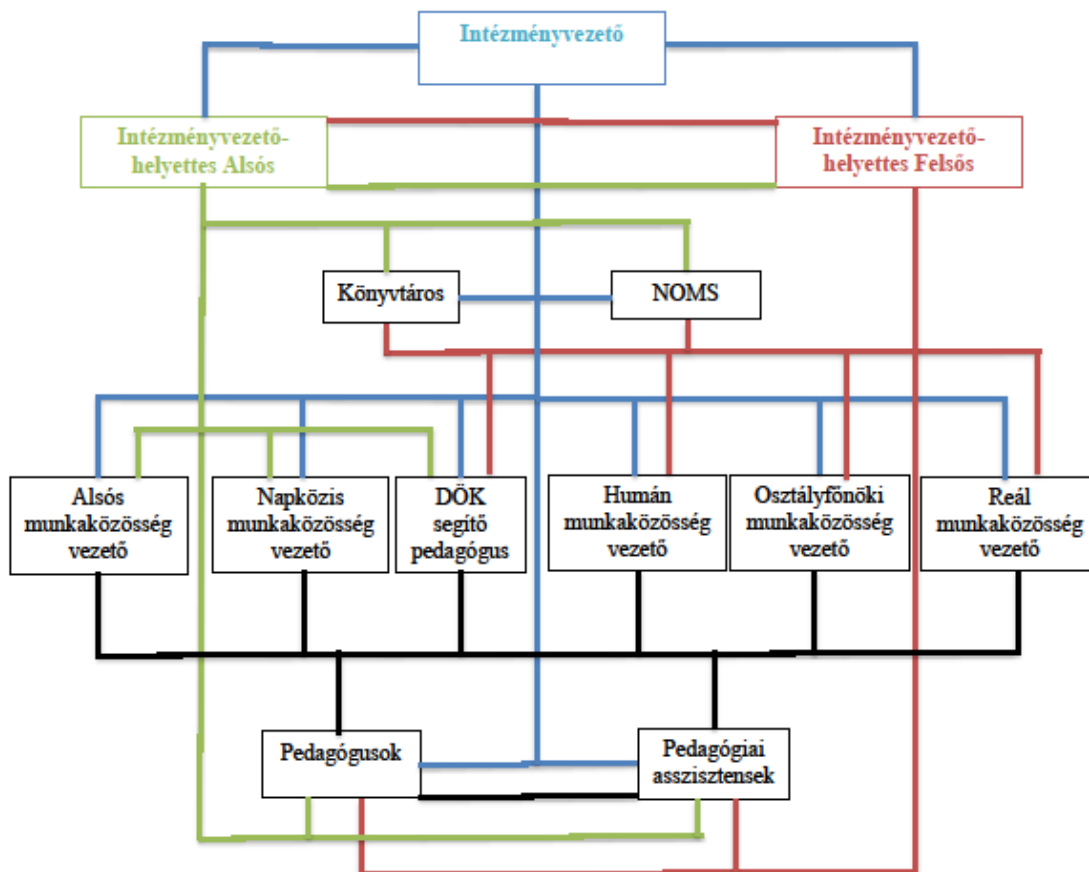 Intézményvezető
Intézményvezető-
helyettes Alsós
Intézményvezető-
helyettes Felsős
Könyvtáros
NOMS
Alsós
munkaközösség
vezető
Napközis
munkaközösség
vezető
DÖK
segítő
pedagógus
Humán
munkaközösség
vezető
Osztályfőnöki
munkaközösség
vezető
Reál
munkaközösség
vezető
Pedagógusok
Pedagógiai
asszisztensek